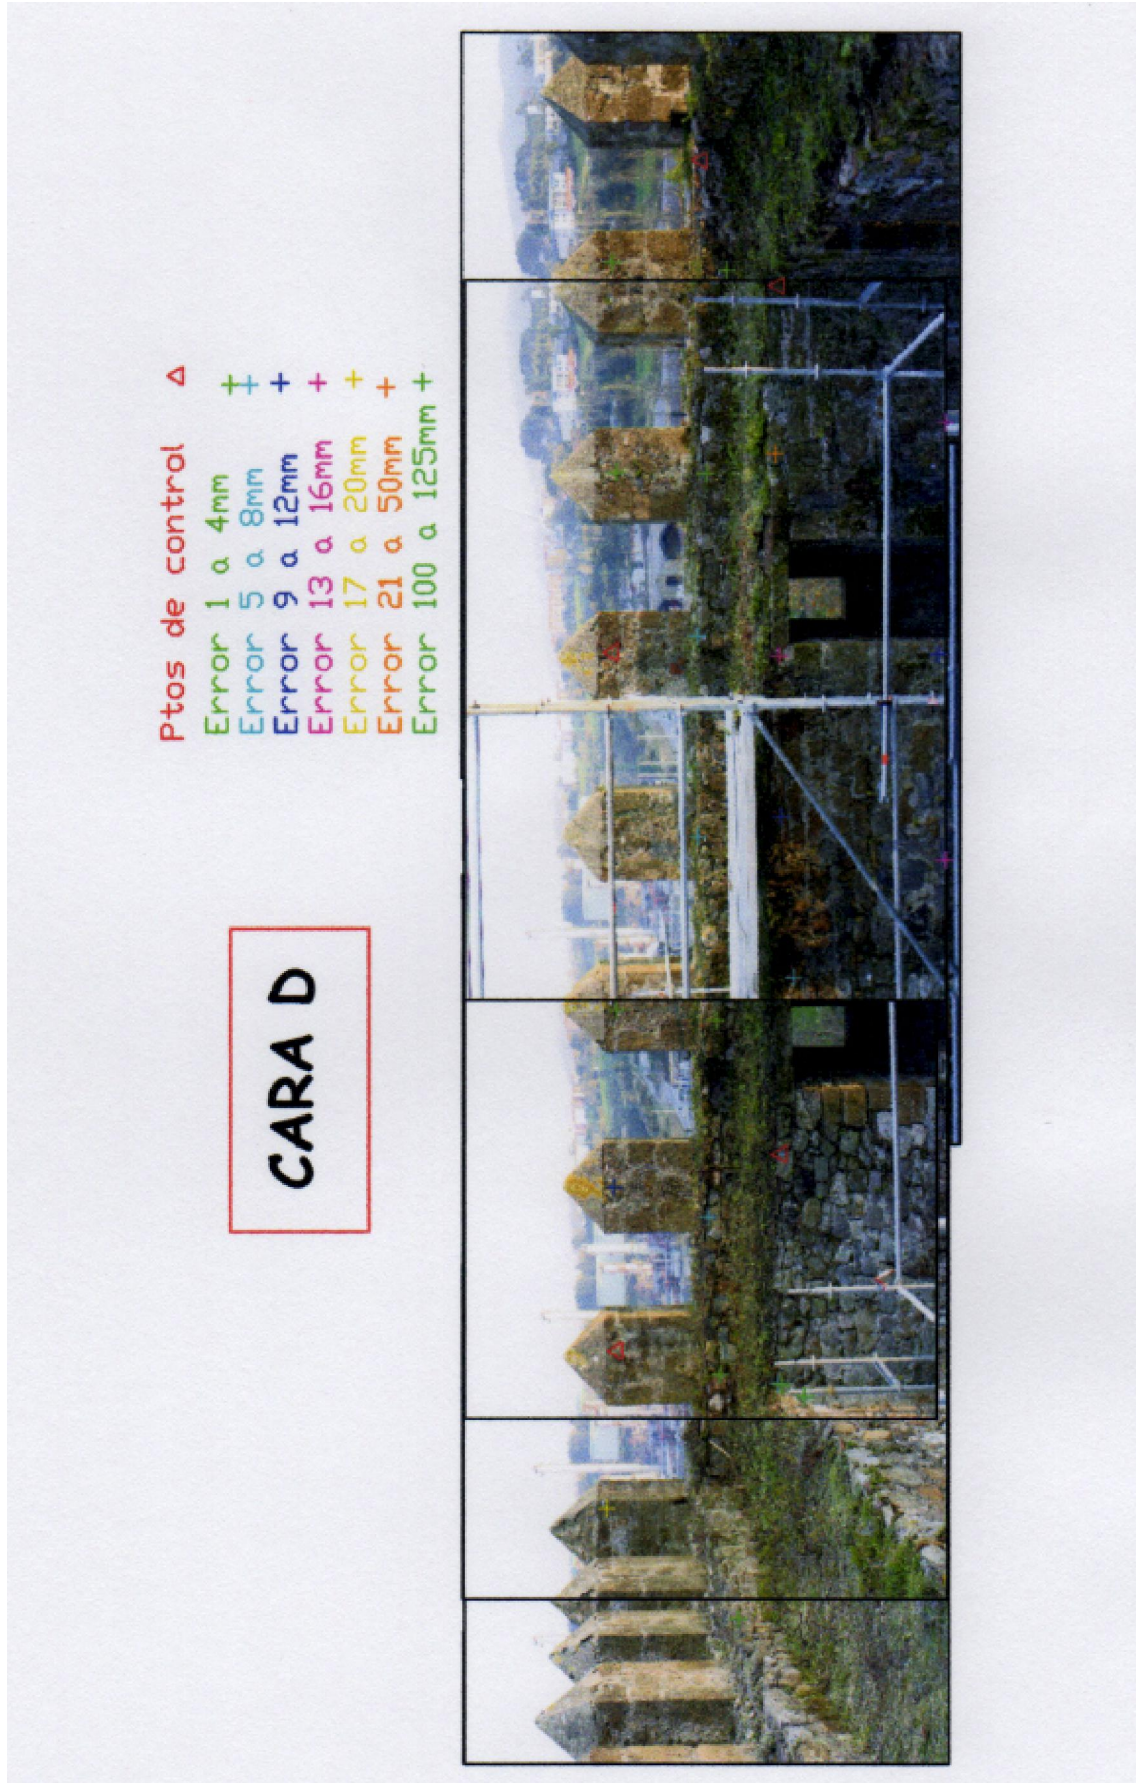 Ptos de control
Error 1 a 4mm
Error 5 a 8mm
Error 9 a 12mm
Error 13 a 16mm
Error 17 a 20mm
Error 21 a 50mm
Error 100 a 125mm
CARA D